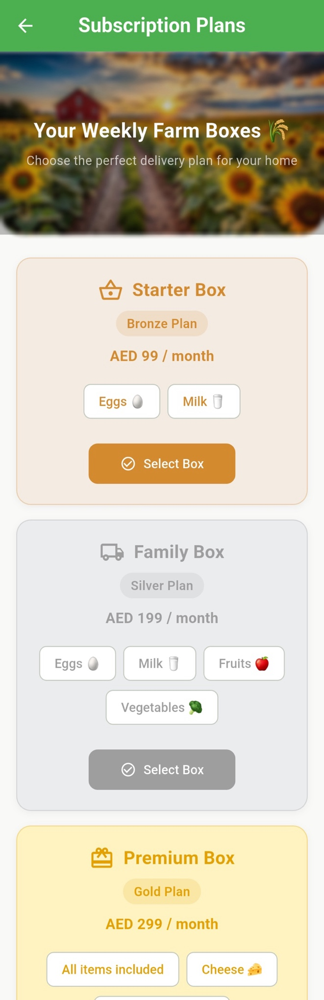 Subscription Plans
Your Weekly Farm Boxes 🌾
Choose the perfect delivery plan for your home
Starter Box
Bronze Plan
AED 99 / month
Eggs 🥚 Milk 🥛
Select Box
Family Box
Silver Plan
AED 199 / month
Eggs 🥚 Milk 🥛 Fruits 🍎
Vegetables 🥦
Select Box
Premium Box
Gold Plan
AED 299 / month
All items included Cheese 🧀